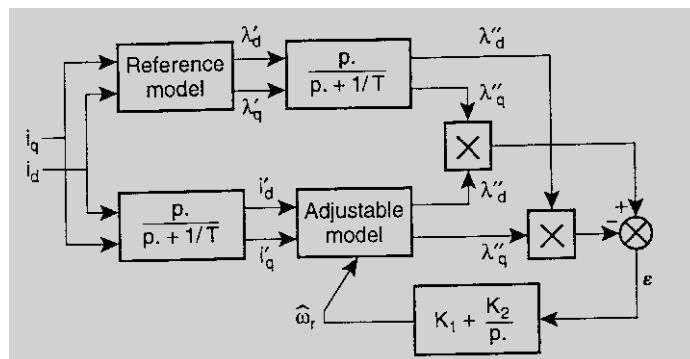 λ'd
λ''d
Reference
model
λ'q
p.
p. + 1/T
λ''q
iq
id
λ''d
p.
p. + 1/T
i'd
i'q
Adjustable
model
λ''q
+
−
ε
ω̂r
K1 + K2
p.